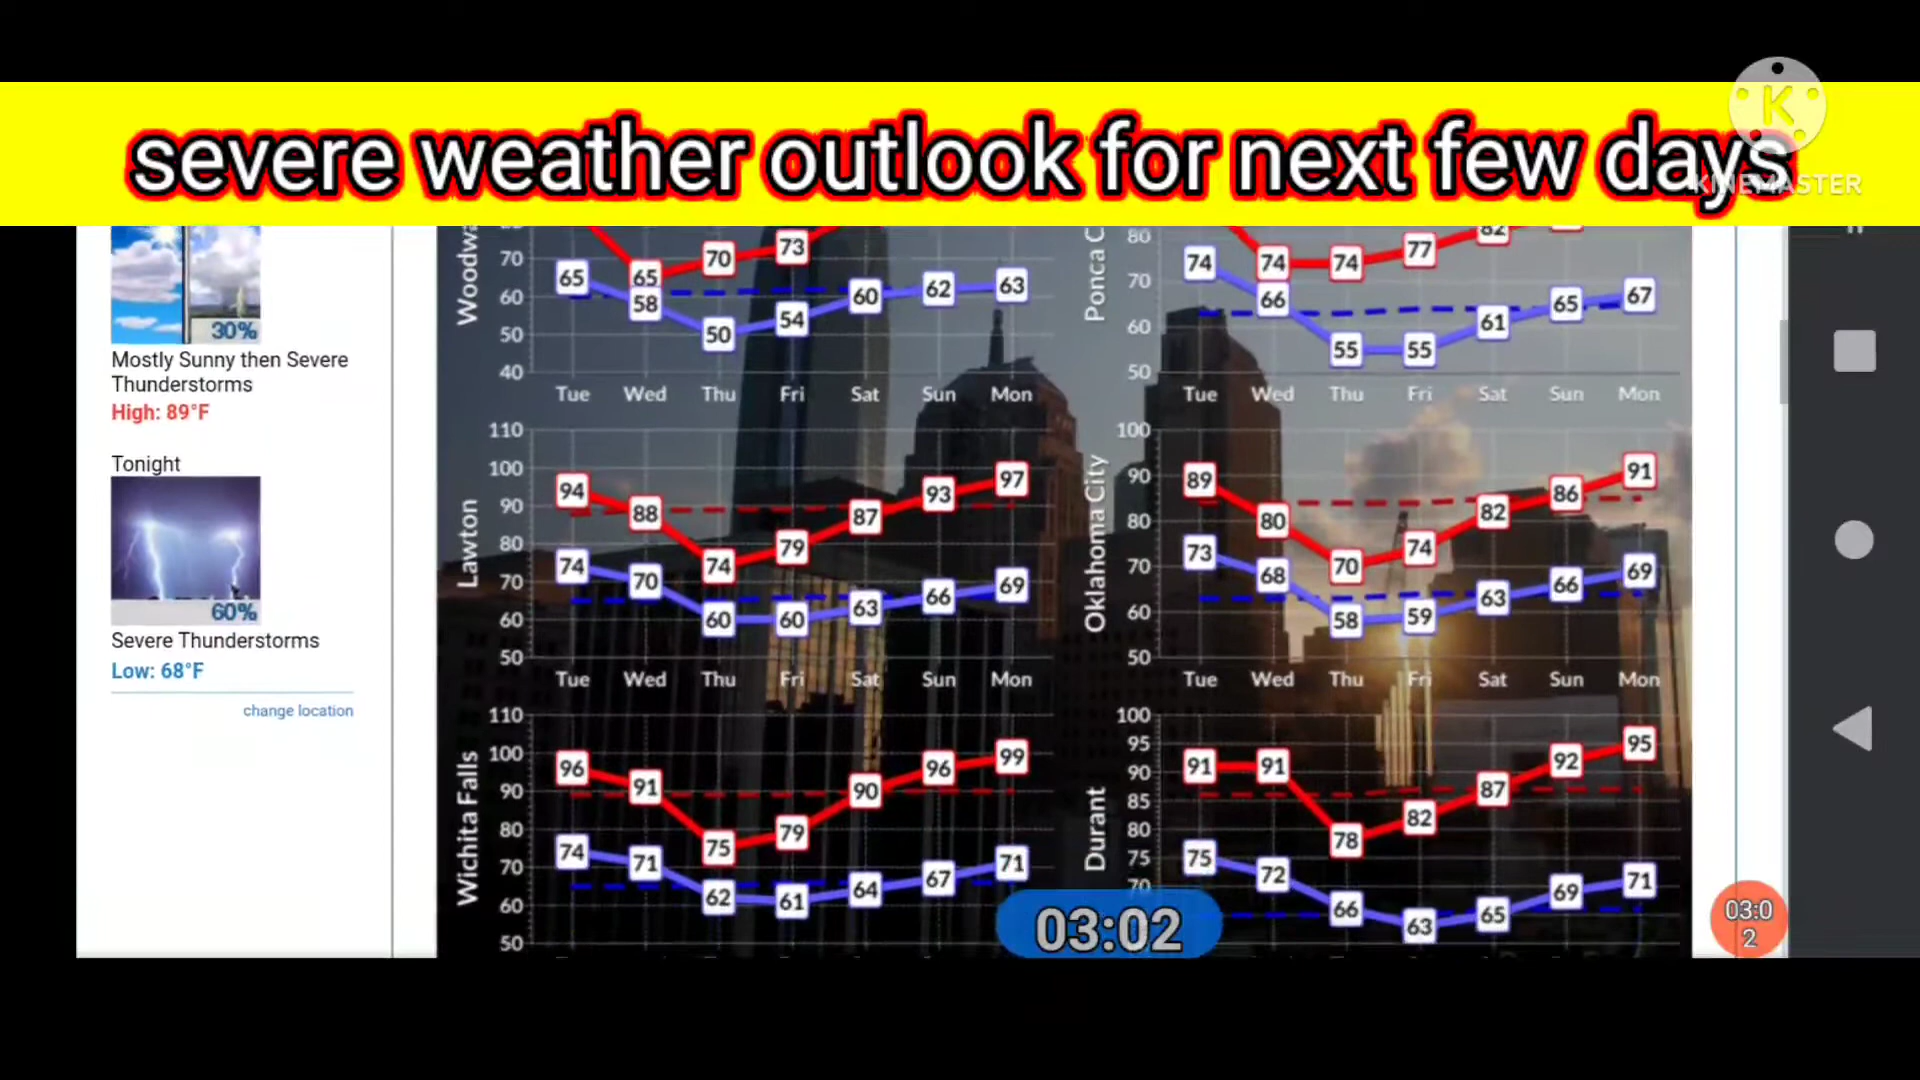 severe weather outlook for next few days
K
KINEMASTER
30%
Mostly Sunny then Severe
Thunderstorms
High: 89°F
Tonight
60%
Severe Thunderstorms
Low: 68°F
change location
70 60 50 40
65 65 70 73
58 50 54 60 62 63
Tue Wed Thu Fri Sat Sun Mon
Ponca C
80 70 60 50
74 74 77 82
74 66 55 55 61 65 67
Tue Wed Thu Fri Sat Sun Mon
Lawton
110 100 90 80 70 60 50
94 88 74 79 87 93 97
74 70 60 60 63 66 69
Tue Wed Thu Fri Sat Sun Mon
Oklahoma City
100 90 80 70 60 50
89 80 70 74 82 86 91
73 68 58 59 63 66 69
Tue Wed Thu Fri Sat Sun Mon
Wichita Falls
110 100 90 80 70 60 50
96 91 75 79 90 96 99
74 71 62 61 64 67 71
Durant
100 95 90 85 80 75 70
91 91 78 82 87 92 95
75 72 66 63 65 69 71
03:02
03:0
2